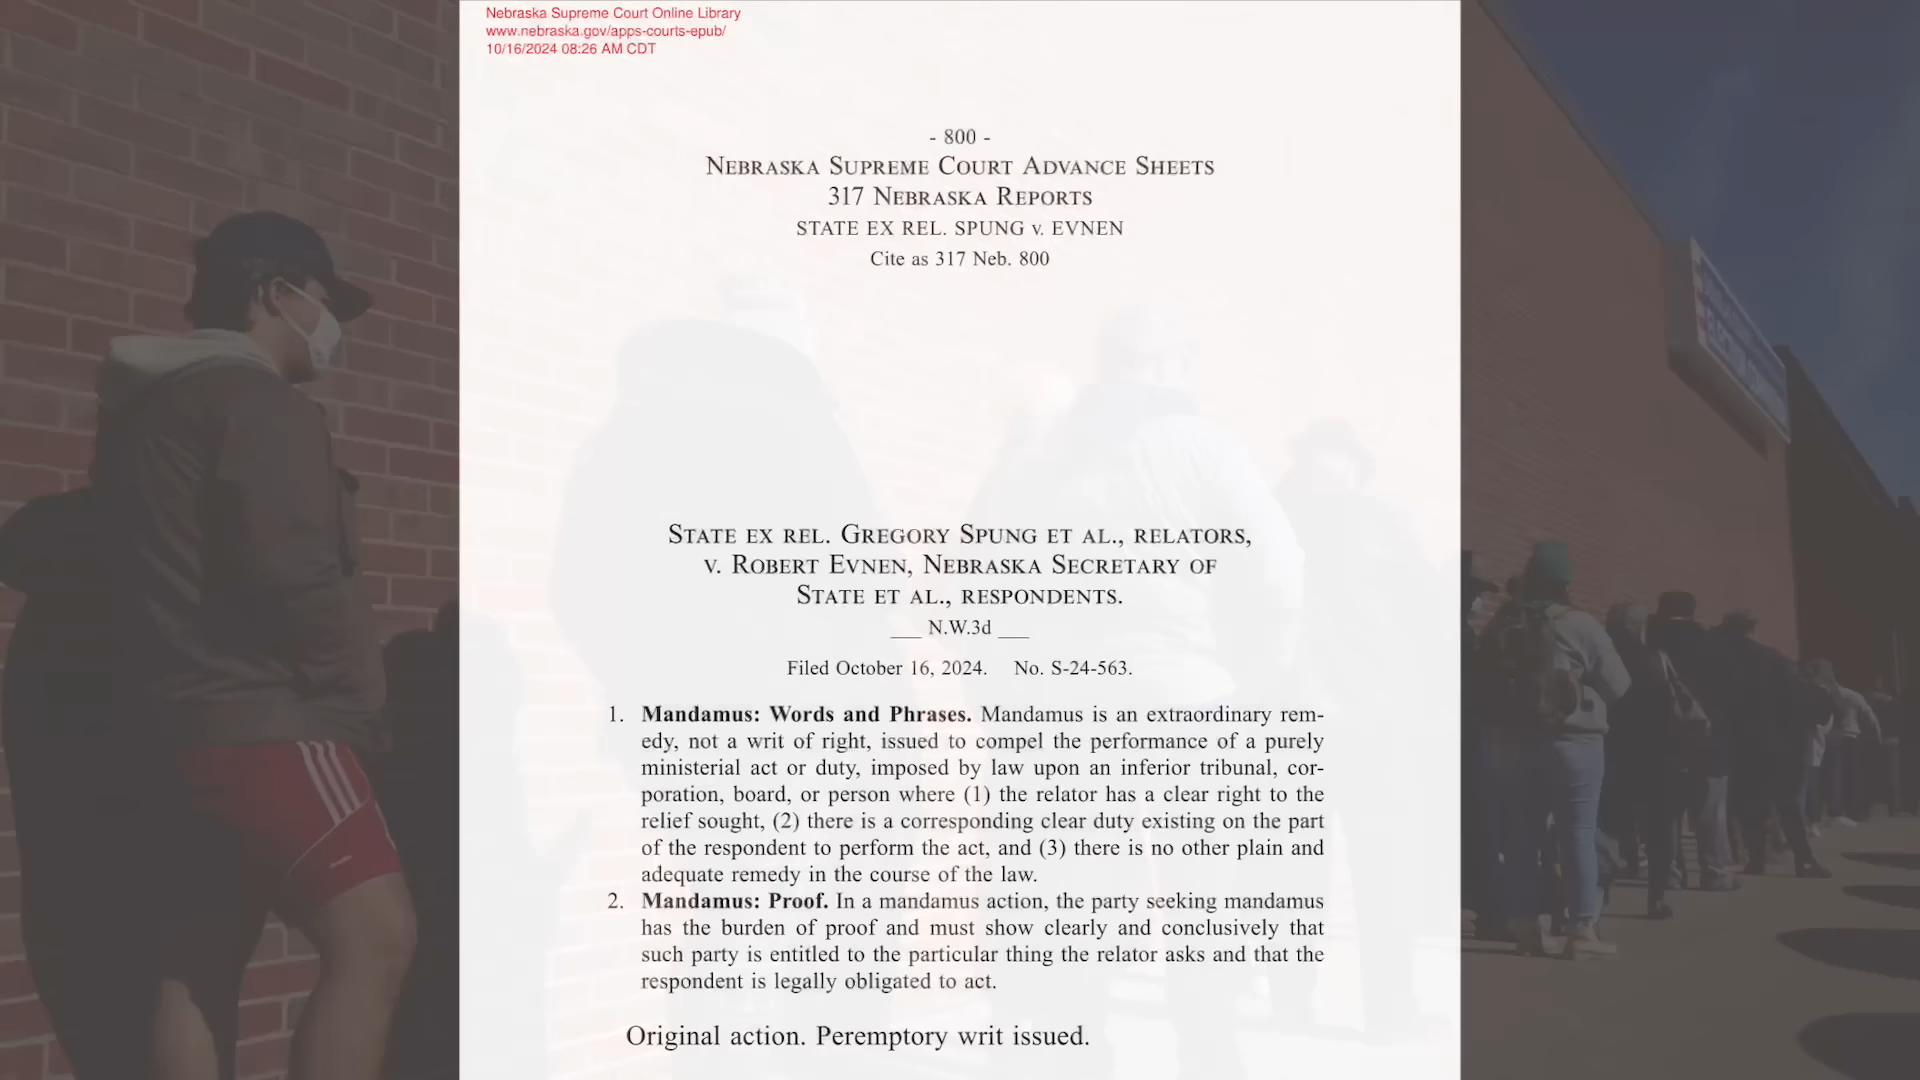 Nebraska Supreme Court Online Library
www.nebraska.gov/apps-courts-epub/
10/16/2024 08:26 AM CDT
- 800 -
Nebraska Supreme Court Advance Sheets
317 Nebraska Reports
STATE EX REL. SPUNG v. EVNEN
Cite as 317 Neb. 800
State ex rel. Gregory Spung et al., relators,
v. Robert Evnen, Nebraska Secretary of
State et al., respondents.
___ N.W.3d ___
Filed October 16, 2024. No. S-24-563.
1. Mandamus: Words and Phrases. Mandamus is an extraordinary rem-
edy, not a writ of right, issued to compel the performance of a purely
ministerial act or duty, imposed by law upon an inferior tribunal, cor-
poration, board, or person where (1) the relator has a clear right to the
relief sought, (2) there is a corresponding clear duty existing on the part
of the respondent to perform the act, and (3) there is no other plain and
adequate remedy in the course of the law.
2. Mandamus: Proof. In a mandamus action, the party seeking mandamus
has the burden of proof and must show clearly and conclusively that
such party is entitled to the particular thing the relator asks and that the
respondent is legally obligated to act.
Original action. Peremptory writ issued.